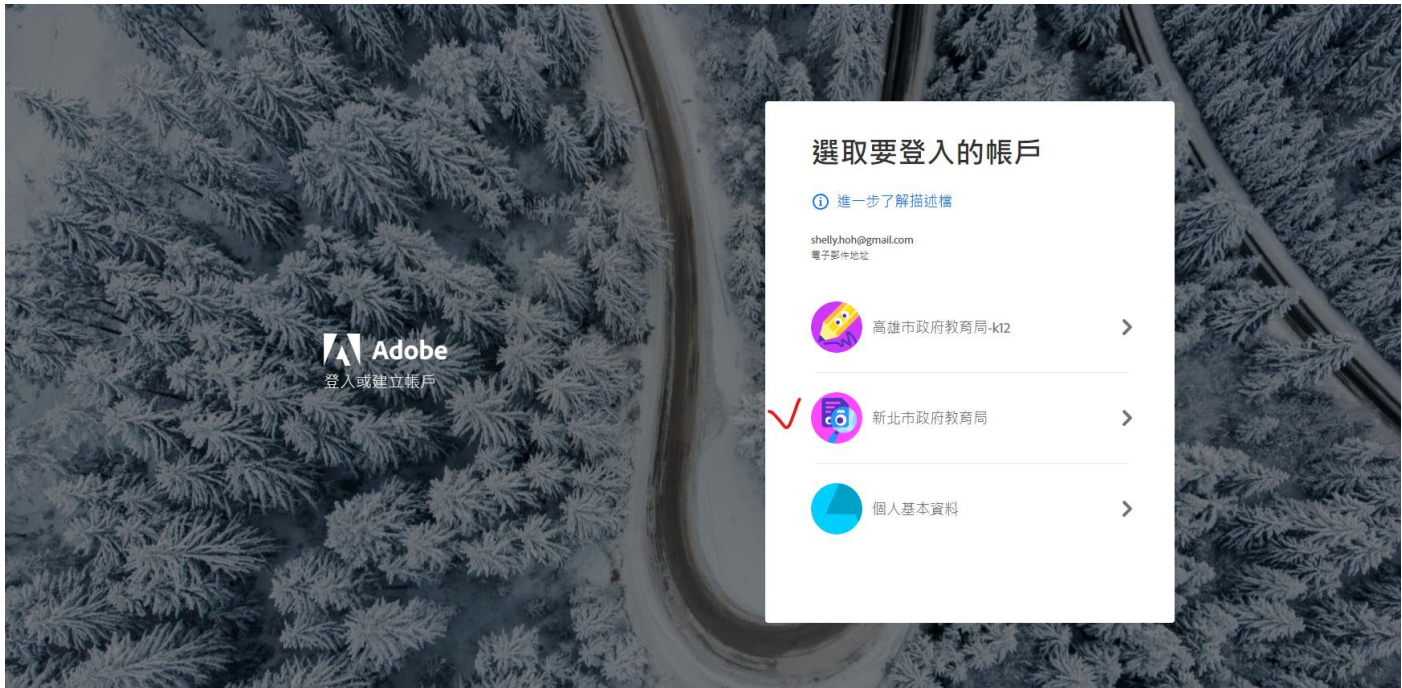 Adobe
登入或建立帳戶
選取要登入的帳戶
進一步了解描述檔
shelly.hoh@gmail.com
電子郵件地址
高雄市政府教育局-k12
新北市政府教育局
個人基本資料